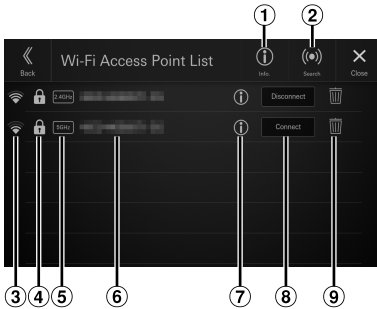 ① ②
Back Wi-Fi Access Point List Info. Search Close
2.4GHz Disconnect
5GHz Connect
③ ④ ⑤ ⑥ ⑦ ⑧ ⑨